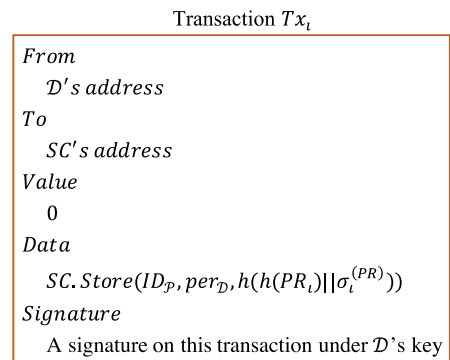 Transaction Tx_ι
From
𝒟's address
To
SC's address
Value
0
Data
SC.Store(ID_𝒫, per_𝒟, h(h(PR_ι)||σ_ι^(PR)))
Signature
A signature on this transaction under 𝒟's key